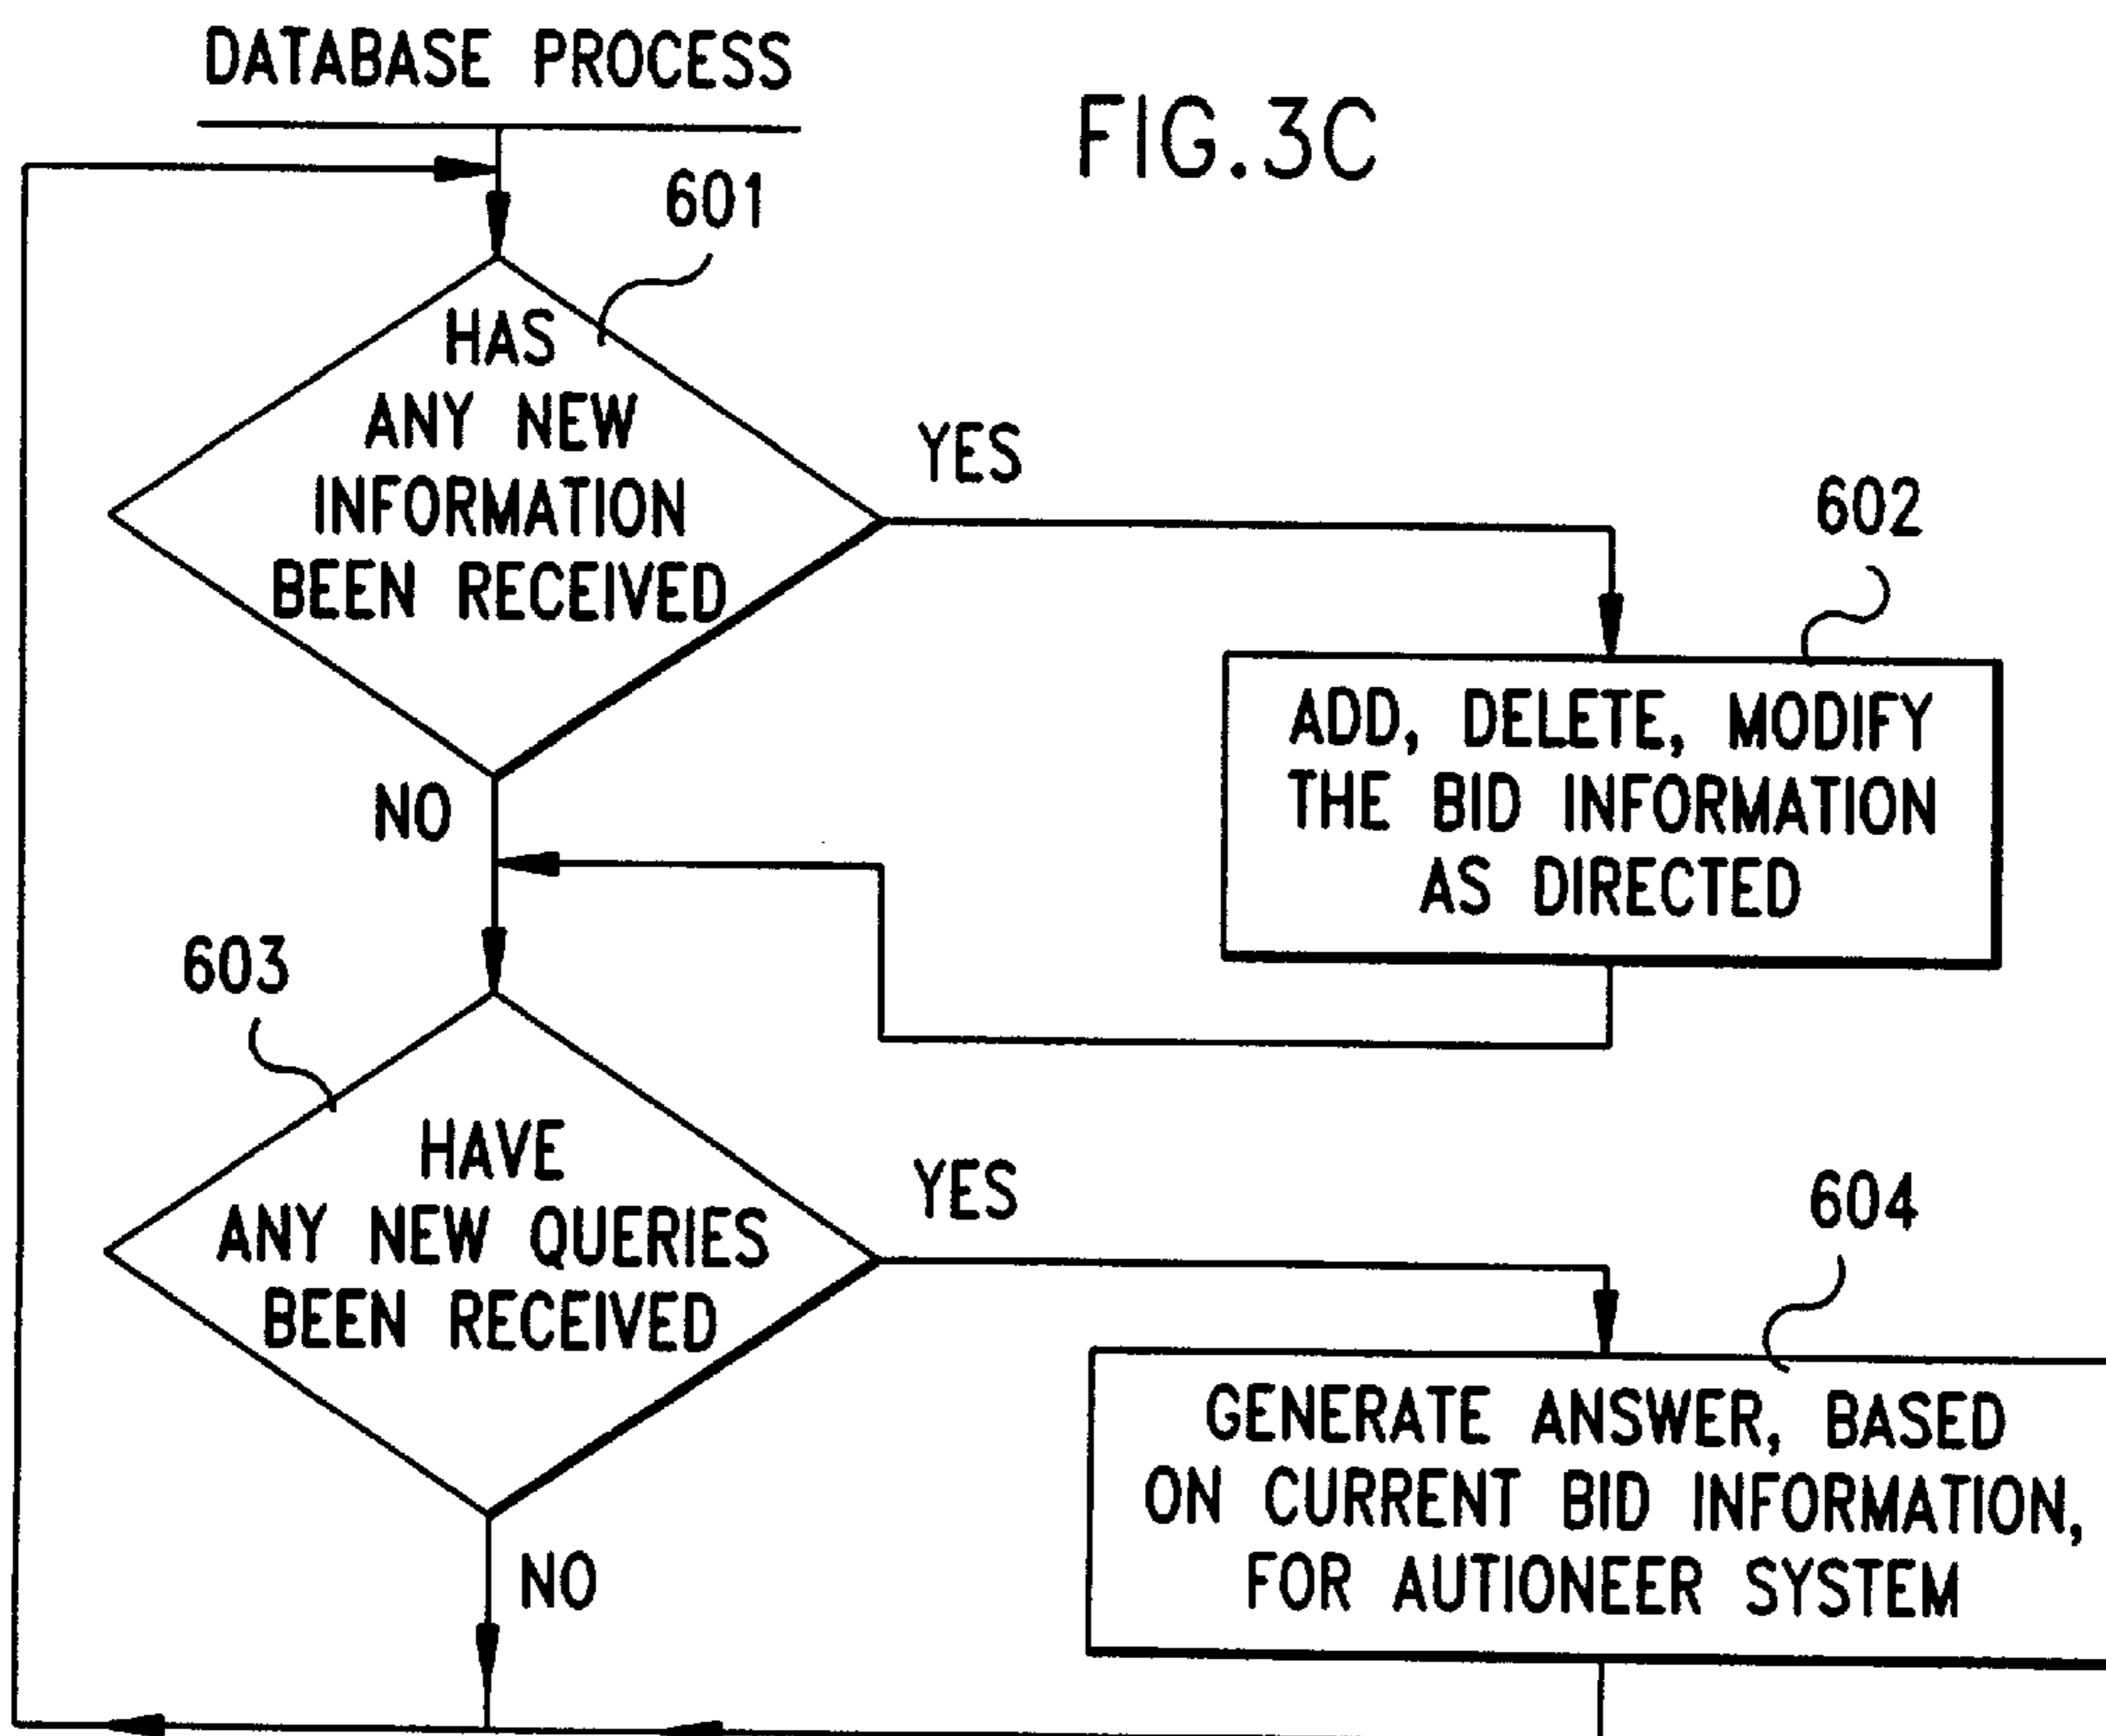 DATABASE PROCESS
FIG.3C
601
HAS
ANY NEW
INFORMATION
BEEN RECEIVED
YES
602
ADD, DELETE, MODIFY
THE BID INFORMATION
AS DIRECTED
NO
603
HAVE
ANY NEW QUERIES
BEEN RECEIVED
YES
604
GENERATE ANSWER, BASED
ON CURRENT BID INFORMATION,
FOR AUTIONEER SYSTEM
NO